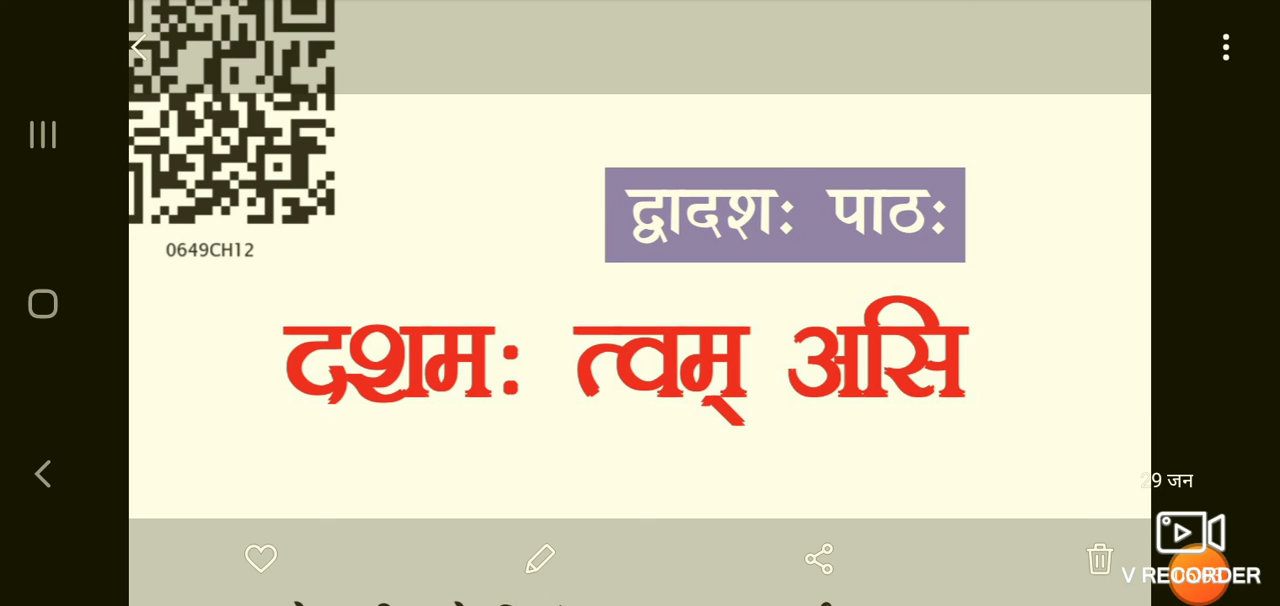 द्वादशः पाठः
0649CH12
दशमः त्वम् असि
29 जन
V RECORDER